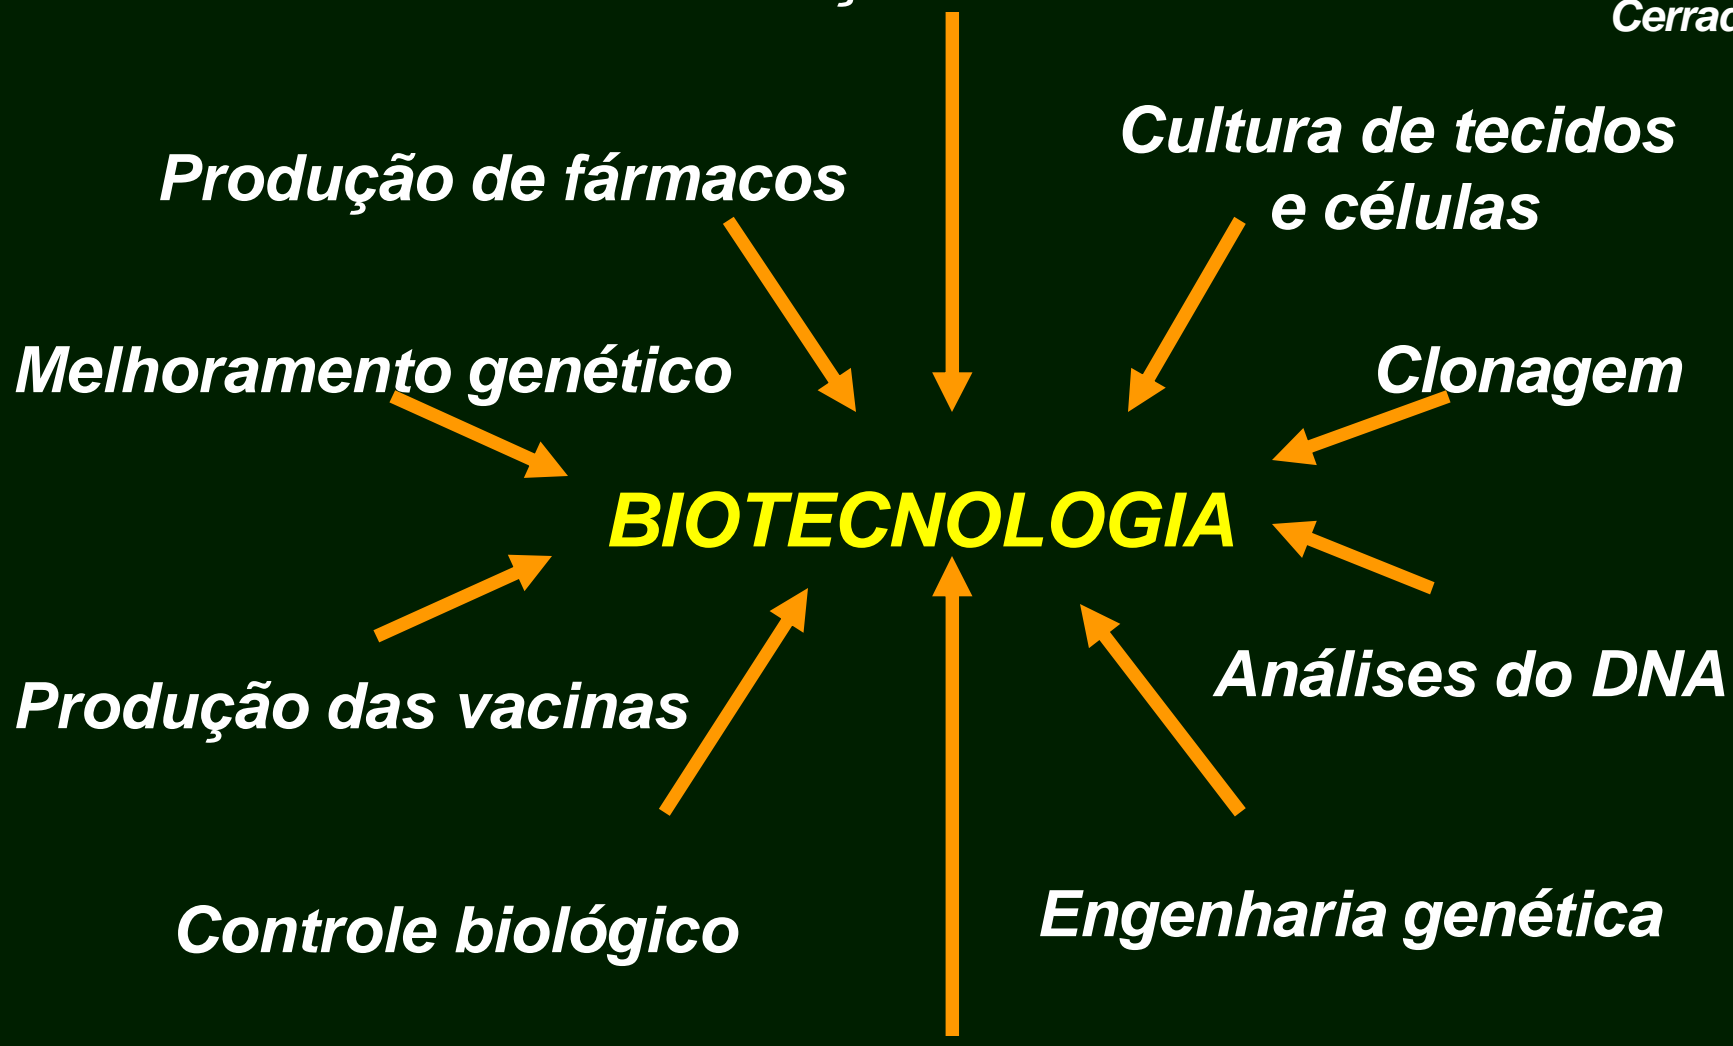 Cultura de tecidos
e células
Produção de fármacos
Melhoramento genético
Clonagem
BIOTECNOLOGIA
Análises do DNA
Produção das vacinas
Engenharia genética
Controle biológico